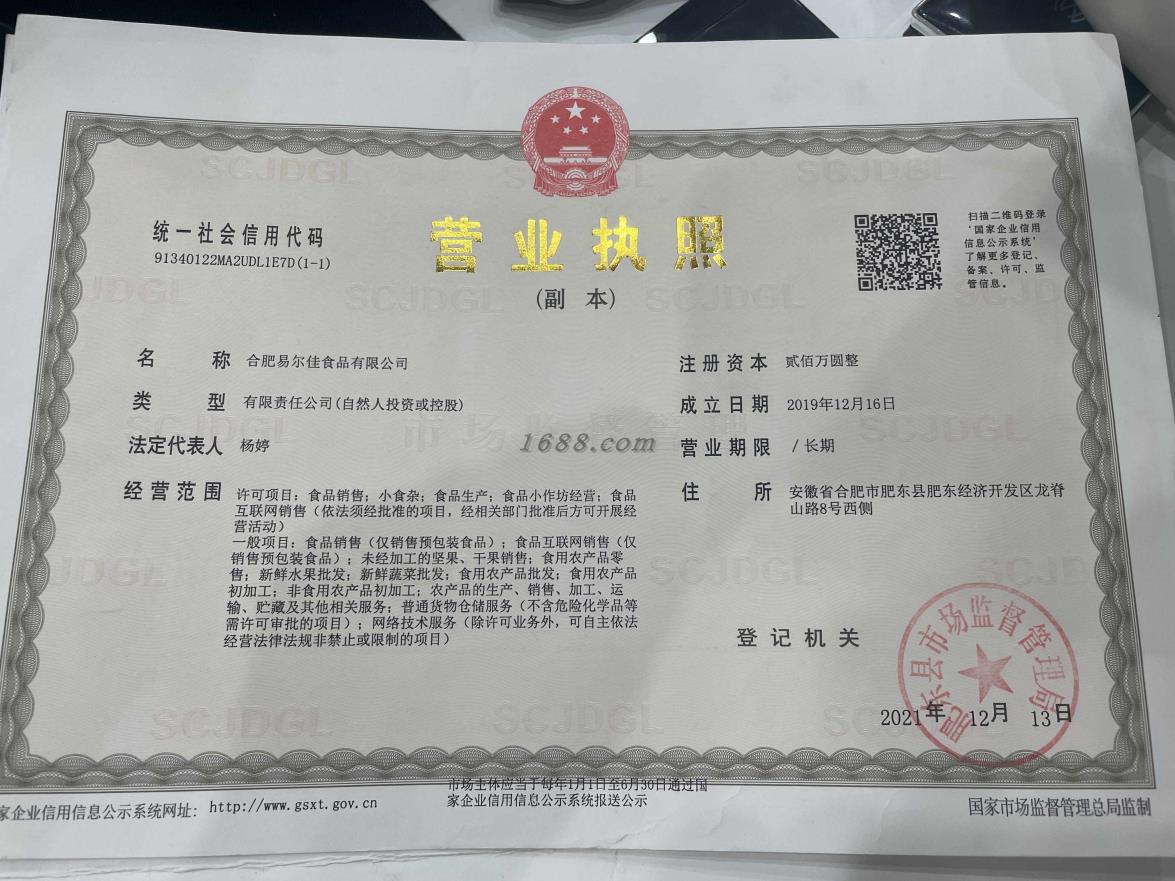 统一社会信用代码
91340122MA2UDL1E7D(1-1)
营业执照
(副 本)
扫描二维码登录
‘国家企业信用
信息公示系统’
了解更多登记、
备案、许可、监
管信息。
名 称 合肥易尔佳食品有限公司
类 型 有限责任公司(自然人投资或控股)
法定代表人 杨婷
经营范围 许可项目：食品销售；小食杂；食品生产；食品小作坊经营；食品
互联网销售（依法须经批准的项目，经相关部门批准后方可开展经
营活动）
一般项目：食品销售（仅销售预包装食品）；食品互联网销售（仅
销售预包装食品）；未经加工的坚果、干果销售；食用农产品零
售；新鲜水果批发；新鲜蔬菜批发；食用农产品批发；食用农产品
初加工；非食用农产品初加工；农产品的生产、销售、加工、运
输、贮藏及其他相关服务；普通货物仓储服务（不含危险化学品等
需许可审批的项目）；网络技术服务（除许可业务外，可自主依法
经营法律法规非禁止或限制的项目）
注册资本 贰佰万圆整
成立日期 2019年12月16日
营业期限 / 长期
住 所 安徽省合肥市肥东县肥东经济开发区龙脊
山路8号西侧
1688.com
登记机关
肥东县市场监督管理局
2021年 12月 13日
家企业信用信息公示系统网址：http://www.gsxt.gov.cn
市场主体应当于每年1月1日至6月30日通过国
家企业信用信息公示系统报送公示
国家市场监督管理总局监制
SCJDGL
市场监督管理